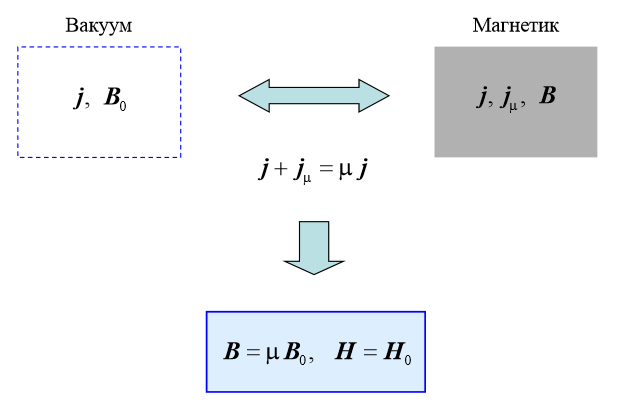 Вакуум
Магнетик
j, B₀
j, jμ, B
j + jμ = μ j
B = μ B₀, H = H₀